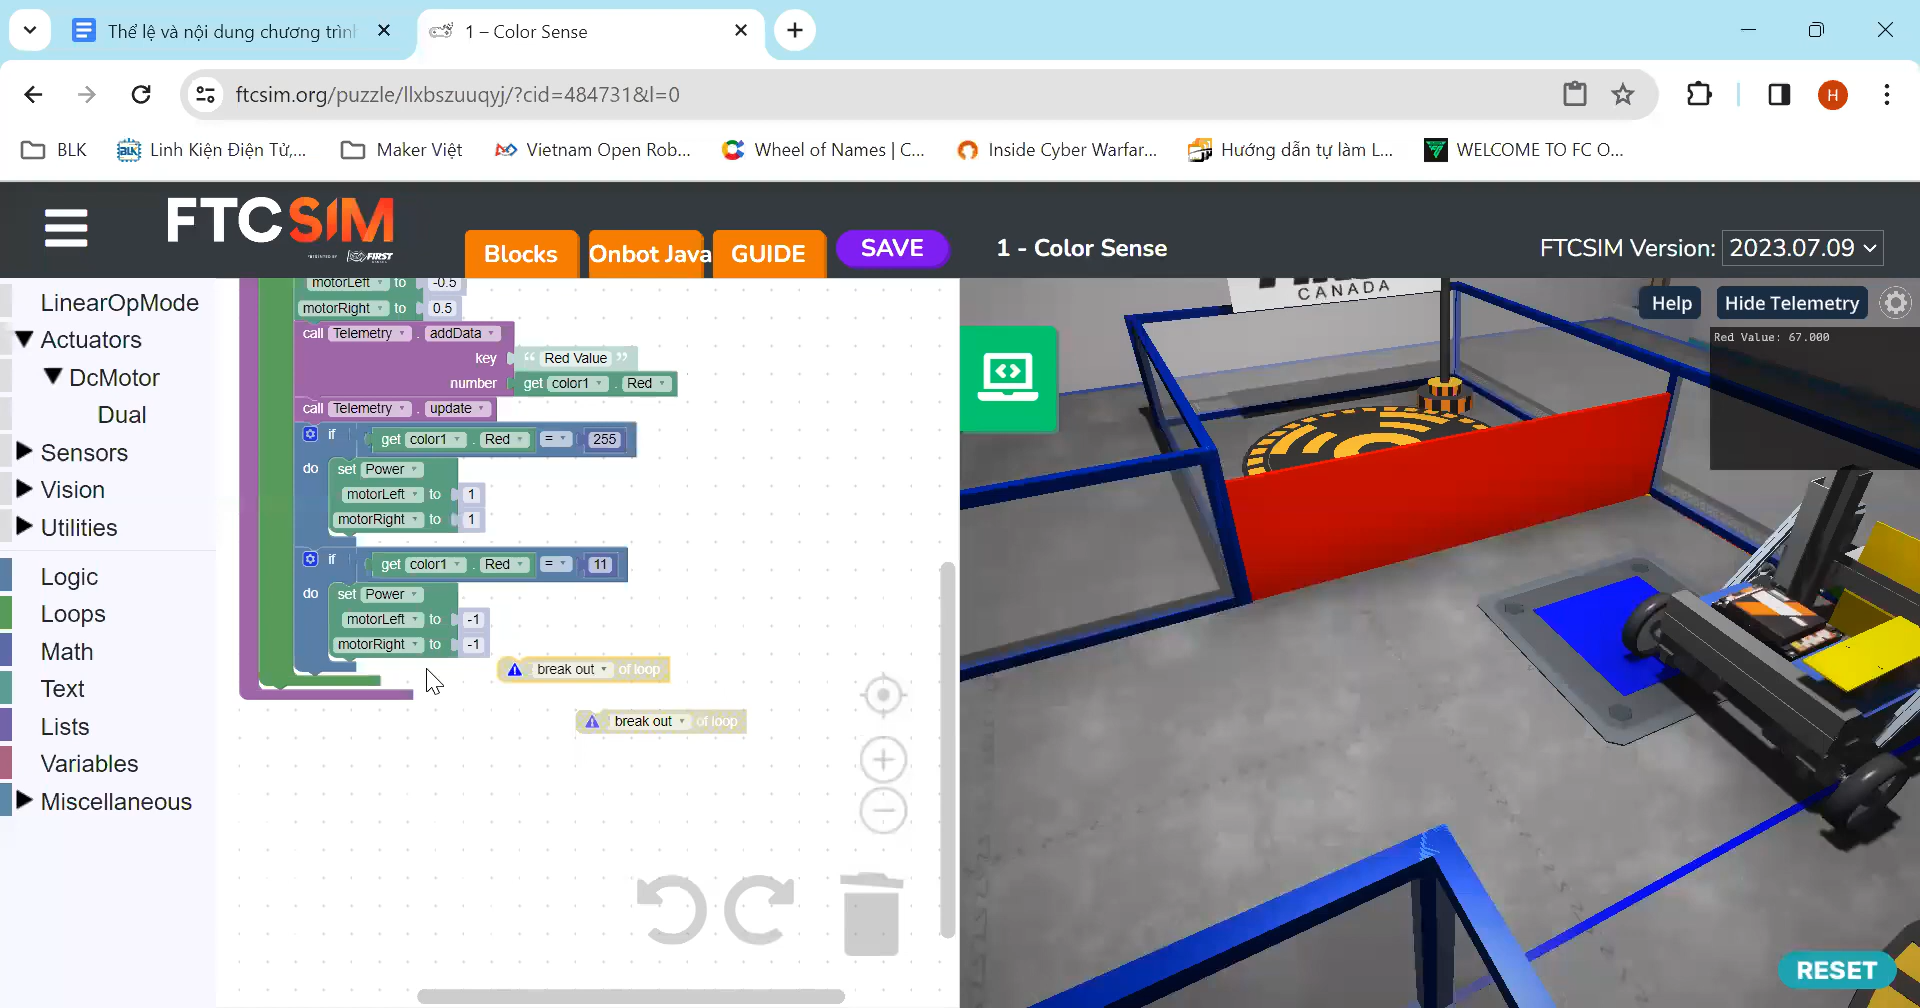 Thể lệ và nội dung chương trình
1 – Color Sense
ftcsim.org/puzzle/llxbszuuqyj/?cid=484731&l=0
H
BLK
Linh Kiện Điện Tử,...
Maker Việt
Vietnam Open Rob...
Wheel of Names | C...
Inside Cyber Warfar...
Hướng dẫn tự làm L...
WELCOME TO FC O...
FTCSIM
FIRST
Blocks
Onbot Java
GUIDE
SAVE
1 - Color Sense
FTCSIM Version:
2023.07.09
LinearOpMode
Actuators
DcMotor
Dual
Sensors
Vision
Utilities
Logic
Loops
Math
Text
Lists
Variables
Miscellaneous
motorLeft to -0.5
motorRight to 0.5
call Telemetry . addData
key “ Red Value ”
number get color1 . Red
call Telemetry . update
if get color1 . Red = 255
do set Power
motorLeft to 1
motorRight to 1
if get color1 . Red = 11
do set Power
motorLeft to -1
motorRight to -1
break out of loop
break out of loop
CANADA
Help
Hide Telemetry
Red Value: 67.000
RESET